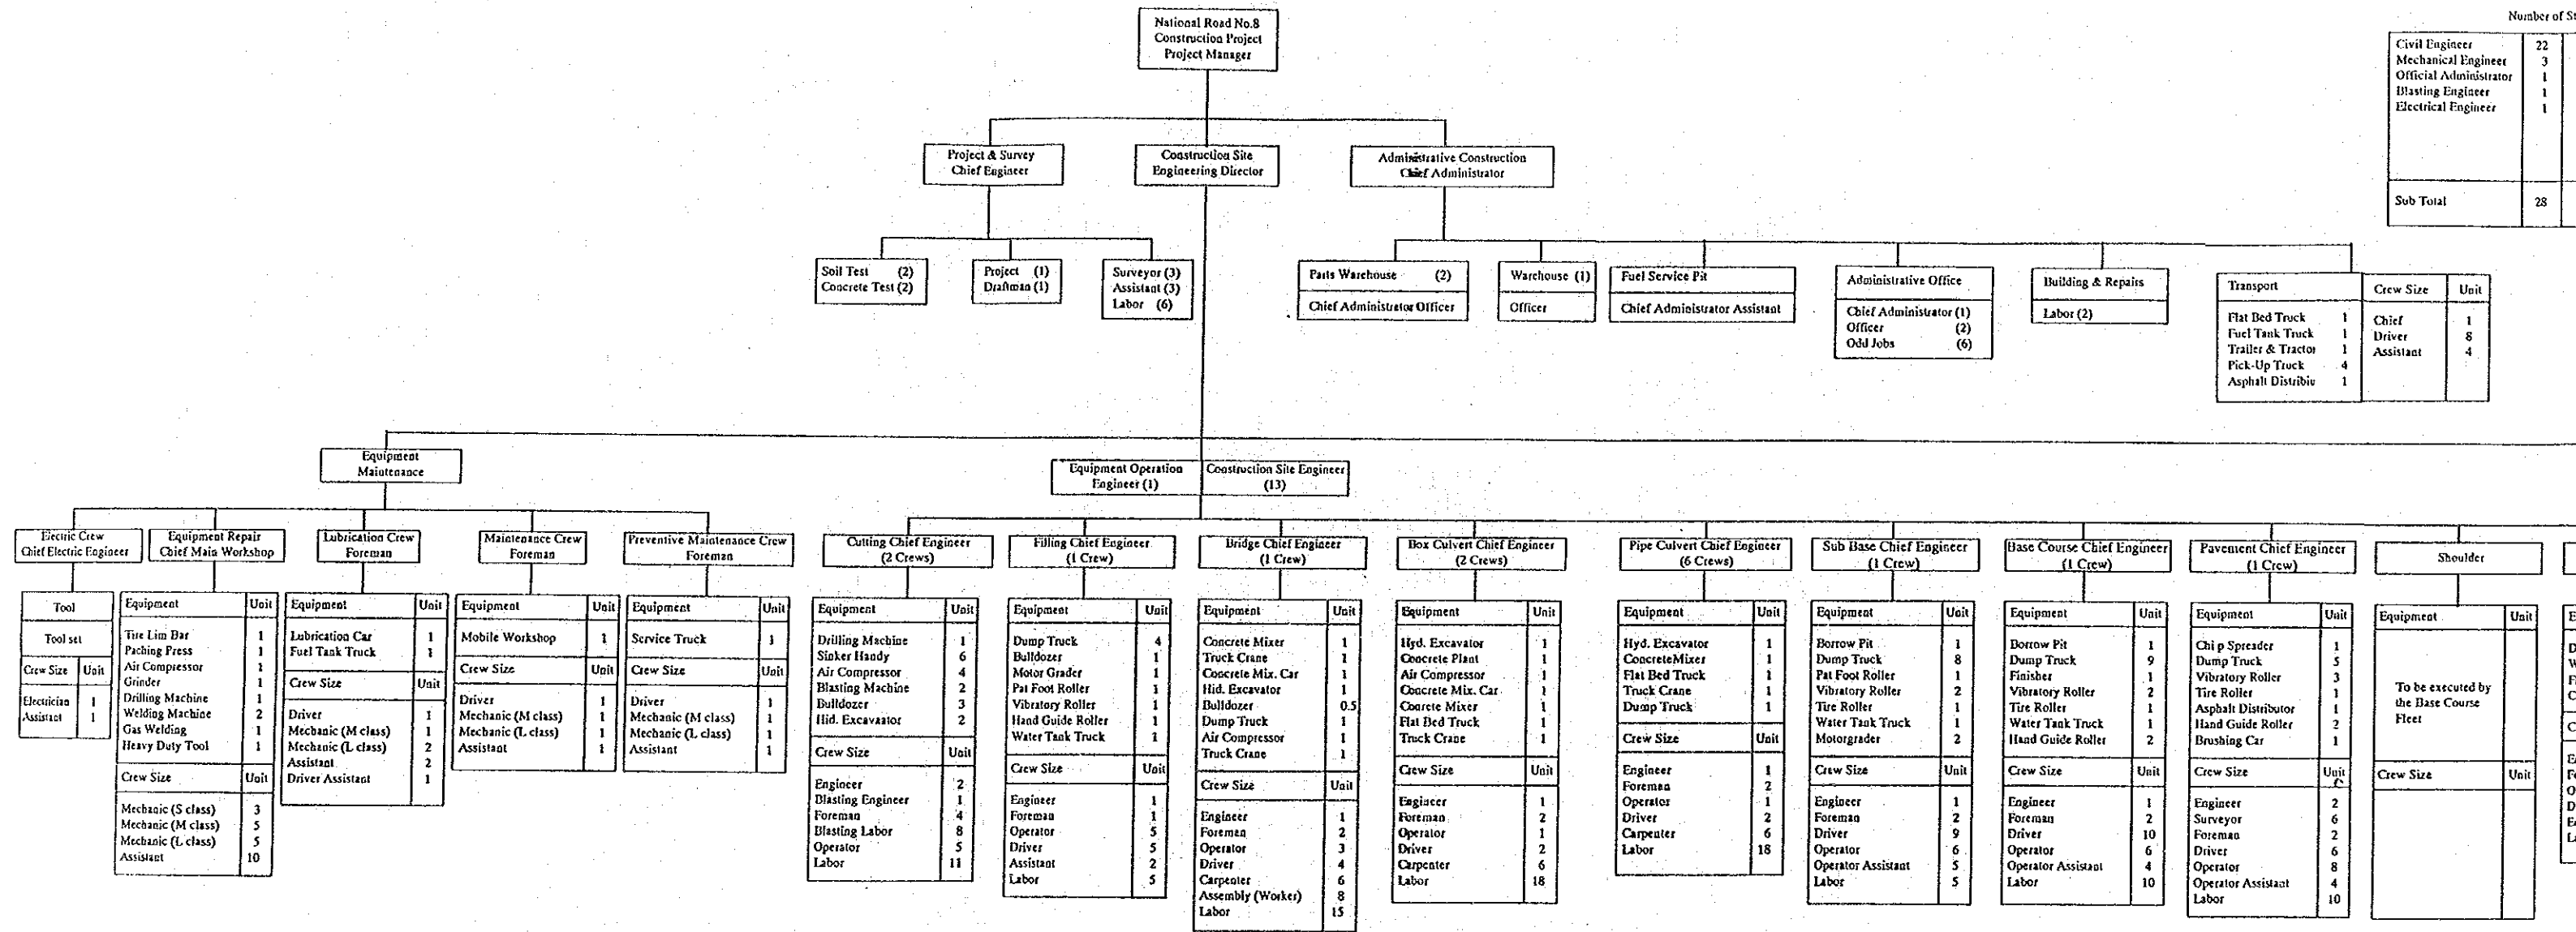 National Road No.8
Construction Project
Project Manager
Number of
Civil Engineer 22
Mechanical Engineer 3
Official Administrator 1
Blasting Engineer 1
Electrical Engineer 1
Sub Total 28
Project & Survey
Chief Engineer
Construction Site
Engineering Director
Administrative Construction
Chief Administrator
Soil Test (2)
Concrete Test (2)
Project (1)
Draftman (1)
Surveyor (3)
Assistant (3)
Labor (6)
Parts Warehouse (2)
Chief Administrator Officer
Warehouse (1)
Officer
Fuel Service Pit
Chief Administrator Assistant
Administrative Office
Chief Administrator (1)
Officer (2)
Odd Jobs (6)
Building & Repairs
Labor (2)
Transport Crew Size Unit
Flat Bed Truck 1 Chief 1
Fuel Tank Truck 1 Driver 8
Trailer & Tractor 1 Assistant 4
Pick-Up Truck 4
Asphalt Distribiu 1
Equipment
Maintenance
Equipment Operation
Engineer (1)
Construction Site Engineer
(13)
Electric Crew
Chief Electric Engineer
Tool
Tool set
Crew Size Unit
Electrician 1
Assistant 1
Equipment Repair
Chief Main Workshop
Equipment Unit
Tire Lim Bar 1
Paching Press 1
Air Compressor 1
Grinder 1
Drilling Machine 1
Welding Machine 2
Gas Welding 1
Heavy Duty Tool 1
Crew Size Unit
Mechanic (S class) 3
Mechanic (M class) 5
Mechanic (L class) 5
Assistant 10
Lubrication Crew
Foreman
Equipment Unit
Lubrication Car 1
Fuel Tank Truck 1
Crew Size Unit
Driver 1
Mechanic (M class) 1
Mechanic (L class) 2
Assistant 2
Driver Assistant 1
Maintenance Crew
Foreman
Equipment Unit
Mobile Workshop 1
Crew Size Unit
Driver 1
Mechanic (M class) 1
Mechanic (L class) 1
Assistant 1
Preventive Maintenance Crew
Foreman
Equipment Unit
Service Truck 1
Crew Size Unit
Driver 1
Mechanic (M class) 1
Mechanic (L class) 1
Assistant 1
Cutting Chief Engineer
(2 Crews)
Equipment Unit
Drilling Machine 1
Sinker Handy 6
Air Compressor 4
Blasting Machine 2
Bulldozer 3
Hid. Excavaator 2
Crew Size Unit
Engineer 2
Blasting Engineer 1
Foreman 4
Blasting Labor 8
Operator 5
Labor 11
Filling Chief Engineer
(1 Crew)
Equipment Unit
Dump Truck 4
Bulldozer 1
Motor Grader 1
Pat Foot Roller 1
Vibratory Roller 1
Hand Guide Roller 1
Water Tank Truck 1
Crew Size Unit
Engineer 1
Foreman 1
Operator 5
Driver 5
Assistant 2
Labor 5
Bridge Chief Engineer
(1 Crew)
Equipment Unit
Concrete Mixer 1
Truck Crane 1
Concrete Mix. Car 1
Hid. Excavator 1
Bulldozer 0.5
Dump Truck 1
Air Compressor 1
Truck Crane 1
Crew Size Unit
Engineer 1
Foremen 2
Operator 3
Driver 4
Carpenter 6
Assembly (Worker) 8
Labor 15
Box Culvert Chief Engineer
(2 Crews)
Equipment Unit
Hyd. Excavator 1
Concrete Plant 1
Air Compressor 1
Concrete Mix. Car 1
Concrete Mixer 1
Flat Bed Truck 1
Truck Crane 1
Crew Size Unit
Engineer 1
Foreman 2
Operator 1
Driver 2
Carpenter 6
Labor 18
Pipe Culvert Chief Engineer
(6 Crews)
Equipment Unit
Hyd. Excavator 1
ConcreteMixer 1
Flat Bed Truck 1
Truck Crane 1
Dump Truck 1
Crew Size Unit
Engineer 1
Foreman 2
Operator 1
Driver 2
Carpenter 6
Labor 18
Sub Base Chief Engineer
(1 Crew)
Equipment Unit
Borrow Pit 1
Dump Truck 8
Pat Foot Roller 1
Vibratory Roller 2
Tire Roller 1
Water Tank Truck 1
Motorgrader 2
Crew Size Unit
Engineer 1
Foreman 2
Driver 9
Operator 6
Operator Assistant 5
Labor 5
Base Course Chief Engineer
(1 Crew)
Equipment Unit
Borrow Pit 1
Dump Truck 9
Finisher 1
Vibratory Roller 2
Tire Roller 1
Water Tank Truck 1
Hand Guide Roller 2
Crew Size Unit
Engineer 1
Foreman 2
Driver 10
Operator 6
Operator Assistant 4
Labor 10
Pavement Chief Engineer
(1 Crew)
Equipment Unit
Chip Spreader 1
Dump Truck 5
Vibratory Roller 3
Tire Roller 1
Asphalt Distributor 1
Hand Guide Roller 2
Brushing Car 1
Crew Size Unit
Engineer 2
Surveyor 6
Foreman 2
Driver 6
Operator 8
Operator Assistant 4
Labor 10
Shoulder
Equipment Unit
To be executed by
the Base Course
Fleet
Crew Size Unit